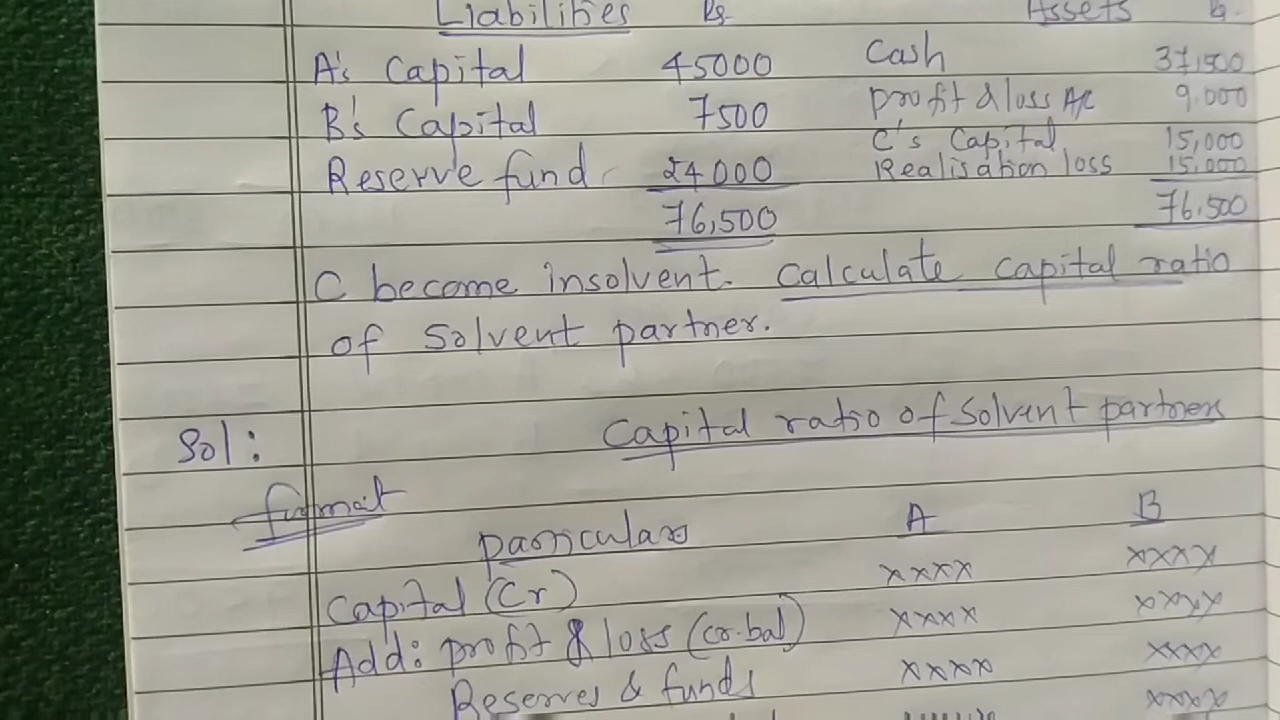 Liabilities Rs. Assets Rs.
A's Capital 45000 Cash 37,500
B's Capital 7500 Profit & loss A/c 9,000
C's Capital 15,000
Reserve fund 24000 Realisation loss 15,000
76,500 76,500
C become insolvent. Calculate capital ratio
of solvent partner.
Sol: Capital ratio of Solvent partners
format
Particulars A B
Capital (Cr) xxxx xxxx
Add: profit & loss (cr. bal) xxxx xxxx
Reserves & funds xxxx xxxx
xxxx